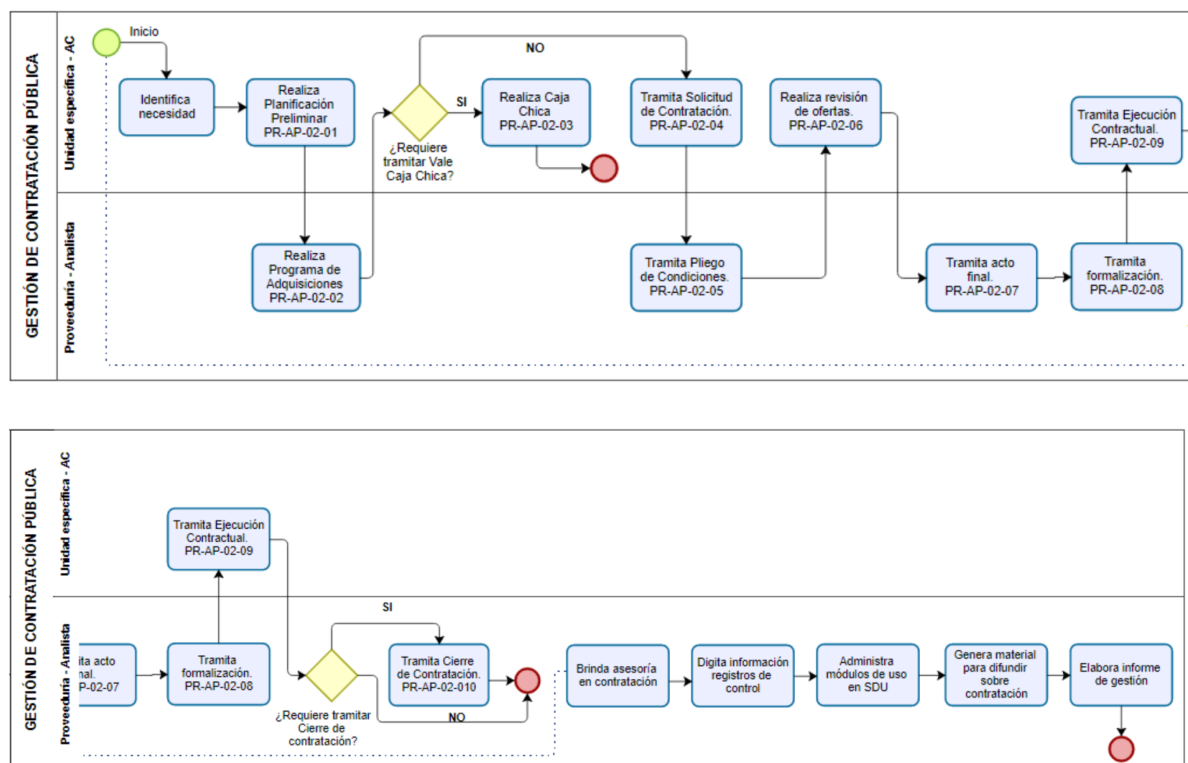 GESTIÓN DE CONTRATACIÓN PÚBLICA
Unidad específica - AC
Proveeduría - Analista
Inicio
Identifica
necesidad
Realiza
Planificación
Preliminar
PR-AP-02-01
Realiza
Programa de
Adquisiciones
PR-AP-02-02
¿Requiere
tramitar Vale
Caja Chica?
NO
SI
Realiza Caja
Chica
PR-AP-02-03
Tramita Solicitud
de Contratación.
PR-AP-02-04
Tramita Pliego
de Condiciones.
PR-AP-02-05
Realiza revisión
de ofertas.
PR-AP-02-06
Tramita acto
final.
PR-AP-02-07
Tramita
formalización.
PR-AP-02-08
Tramita Ejecución
Contractual.
PR-AP-02-09
GESTIÓN DE CONTRATACIÓN PÚBLICA
Unidad específica - AC
Proveeduría - Analista
ita acto
nal.
P-02-07
Tramita
formalización.
PR-AP-02-08
Tramita Ejecución
Contractual.
PR-AP-02-09
¿Requiere tramitar
Cierre de
contratación?
SI
NO
Tramita Cierre
de Contratación.
PR-AP-02-010
Brinda asesoría
en contratación
Digita información
registros de
control
Administra
módulos de uso
en SDU
Genera material
para difundir
sobre
contratación
Elabora informe
de gestión